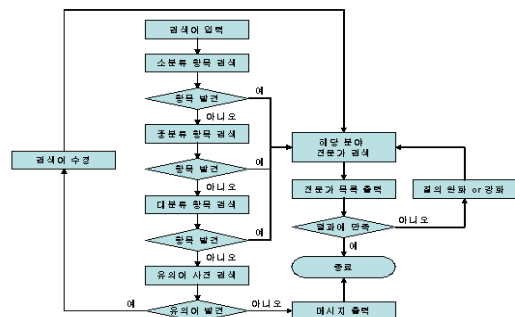 검색어 입력
소분류 항목 검색
예
항목 발견
아니오
중분류 항목 검색
해당 분야
전문가 검색
예
검색어 수정
항목 발견
아니오
전문가 목록 출력
질의 완화 or 강화
대분류 항목 검색
예
아니오
결과에 만족
항목 발견
아니오
예
유의어 사전 검색
종료
예
아니오
유의어 발견
메시지 출력